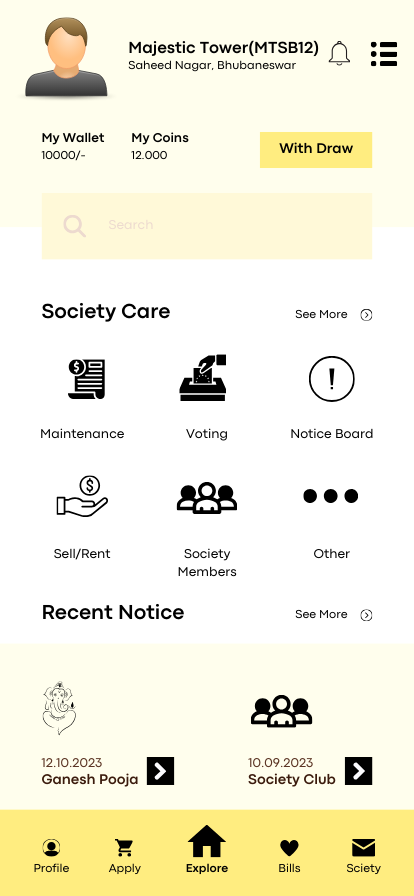 Majestic Tower(MTSB12)
Saheed Nagar, Bhubaneswar
My Wallet
10000/-
My Coins
12.000
With Draw
Search
Society Care
See More
Maintenance
Voting
Notice Board
Sell/Rent
Society
Members
Other
Recent Notice
See More
12.10.2023
Ganesh Pooja
10.09.2023
Society Club
Profile
Apply
Explore
Bills
Sciety